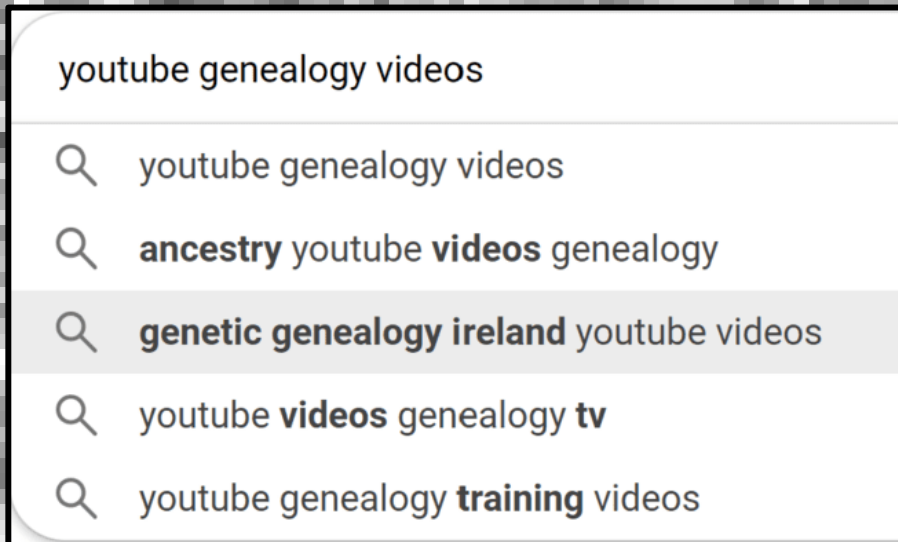 youtube genealogy videos
youtube genealogy videos
ancestry youtube videos genealogy
genetic genealogy ireland youtube videos
youtube videos genealogy tv
youtube genealogy training videos